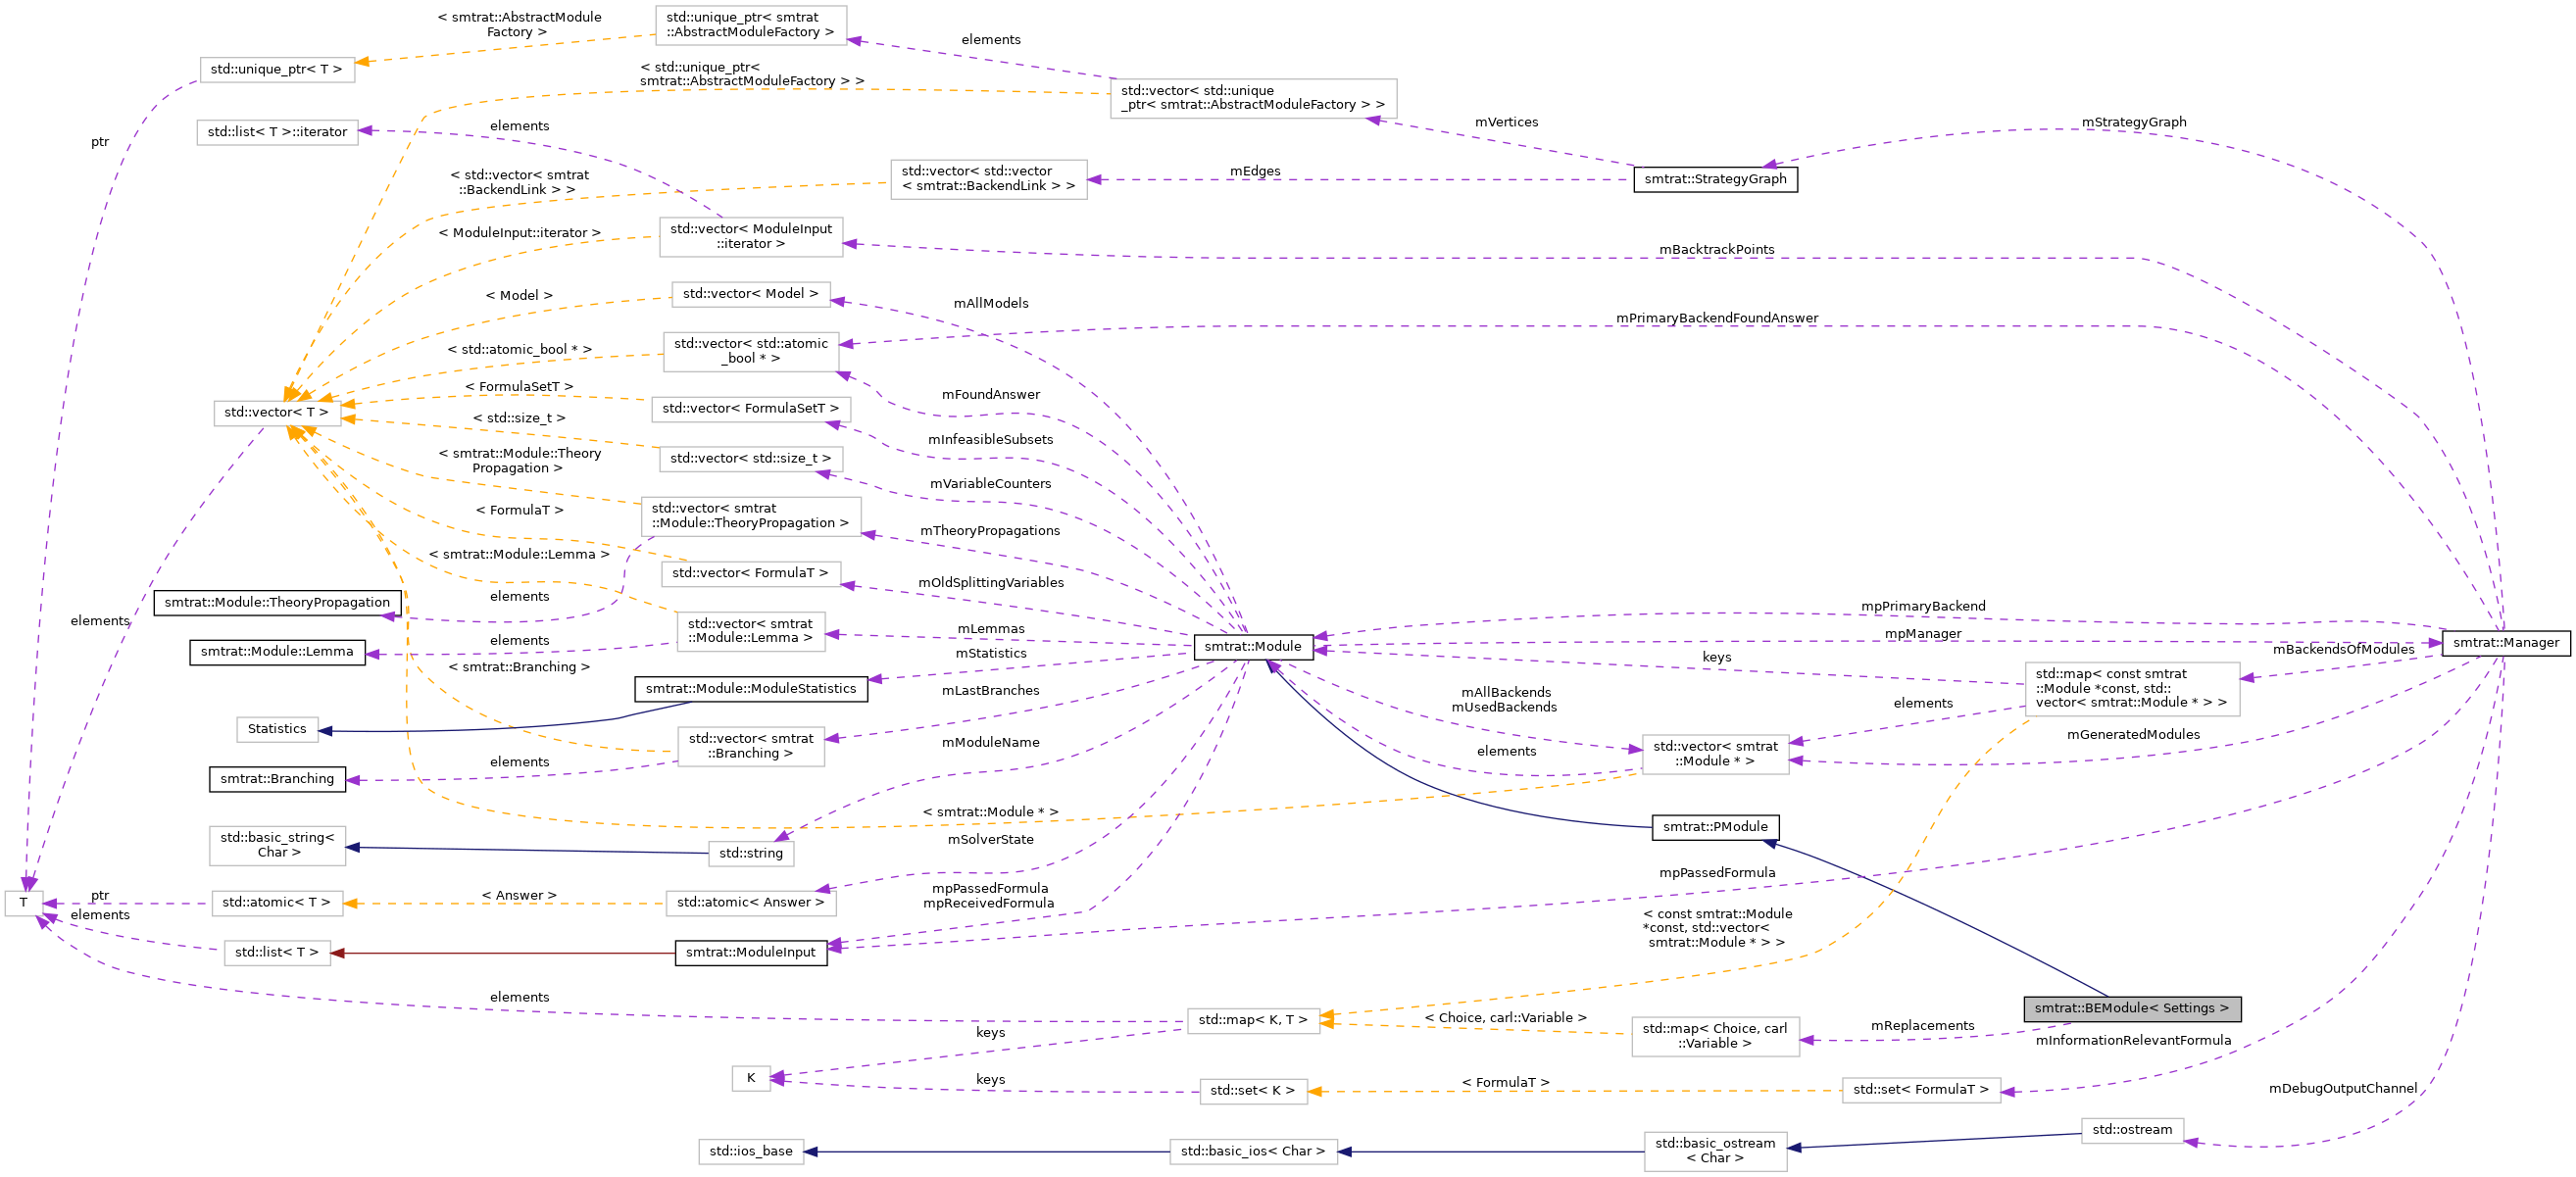 < smtrat::AbstractModule
Factory >
std::unique_ptr< smtrat
::AbstractModuleFactory >
elements
std::unique_ptr< T >
< std::unique_ptr<
smtrat::AbstractModuleFactory > >
std::vector< std::unique
_ptr< smtrat::AbstractModuleFactory > >
ptr
std::list< T >::iterator
elements
mVertices
mStrategyGraph
< std::vector< smtrat
::BackendLink > >
std::vector< std::vector
< smtrat::BackendLink > >
mEdges
smtrat::StrategyGraph
< ModuleInput::iterator >
std::vector< ModuleInput
::iterator >
mBacktrackPoints
< Model >
std::vector< Model >
mAllModels
mPrimaryBackendFoundAnswer
< std::atomic_bool * >
std::vector< std::atomic
_bool * >
< FormulaSetT >
mFoundAnswer
std::vector< T >
std::vector< FormulaSetT >
< std::size_t >
mInfeasibleSubsets
< smtrat::Module::Theory
Propagation >
std::vector< std::size_t >
mVariableCounters
< FormulaT >
std::vector< smtrat
::Module::TheoryPropagation >
mTheoryPropagations
< smtrat::Module::Lemma >
std::vector< FormulaT >
mOldSplittingVariables
smtrat::Module::TheoryPropagation
elements
elements
mpPrimaryBackend
std::vector< smtrat
::Module::Lemma >
mLemmas
mpManager
smtrat::Module::Lemma
elements
mStatistics
smtrat::Module
keys
mBackendsOfModules
smtrat::Manager
< smtrat::Branching >
smtrat::Module::ModuleStatistics
mLastBranches
mAllBackends
mUsedBackends
elements
std::map< const smtrat
::Module *const, std::
vector< smtrat::Module * > >
Statistics
std::vector< smtrat
::Branching >
mModuleName
elements
std::vector< smtrat
::Module * >
mGeneratedModules
smtrat::Branching
elements
< smtrat::Module * >
smtrat::PModule
std::basic_string<
Char >
std::string
mSolverState
mpPassedFormula
mpPassedFormula
mpReceivedFormula
T
ptr
std::atomic< T >
< Answer >
std::atomic< Answer >
elements
< const smtrat::Module
*const, std::vector<
smtrat::Module * > >
std::list< T >
smtrat::ModuleInput
elements
smtrat::BEModule< Settings >
std::map< K, T >
< Choice, carl::Variable >
std::map< Choice, carl
::Variable >
mReplacements
keys
mInformationRelevantFormula
K
keys
std::set< K >
< FormulaT >
std::set< FormulaT >
mDebugOutputChannel
std::ios_base
std::basic_ios< Char >
std::basic_ostream
< Char >
std::ostream